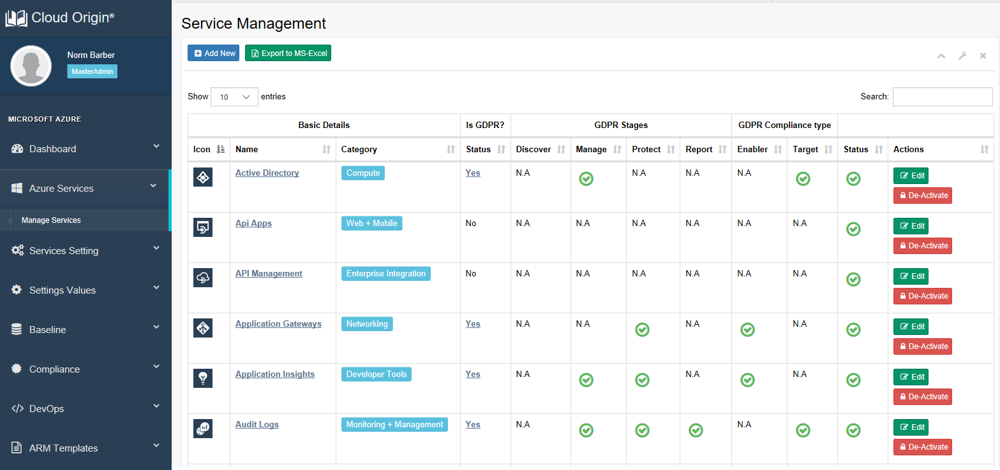 Cloud Origin®
Norm Barber
MasterAdmin
MICROSOFT AZURE
Dashboard
Azure Services
Manage Services
Services Setting
Settings Values
Baseline
Compliance
DevOps
ARM Templates
Service Management
Add New Export to MS-Excel
Show 10 entries Search:
Basic Details Is GDPR? GDPR Stages GDPR Compliance type
Icon Name Category Status Discover Manage Protect Report Enabler Target Status Actions
Active Directory Compute Yes N.A N.A N.A N.A Edit
De-Activate
Api Apps Web + Mobile No N.A N.A N.A N.A N.A N.A Edit
De-Activate
API Management Enterprise Integration No N.A N.A N.A N.A N.A N.A Edit
De-Activate
Application Gateways Networking Yes N.A N.A N.A N.A Edit
De-Activate
Application Insights Developer Tools Yes N.A N.A N.A Edit
De-Activate
Audit Logs Monitoring + Management Yes N.A N.A Edit
De-Activate